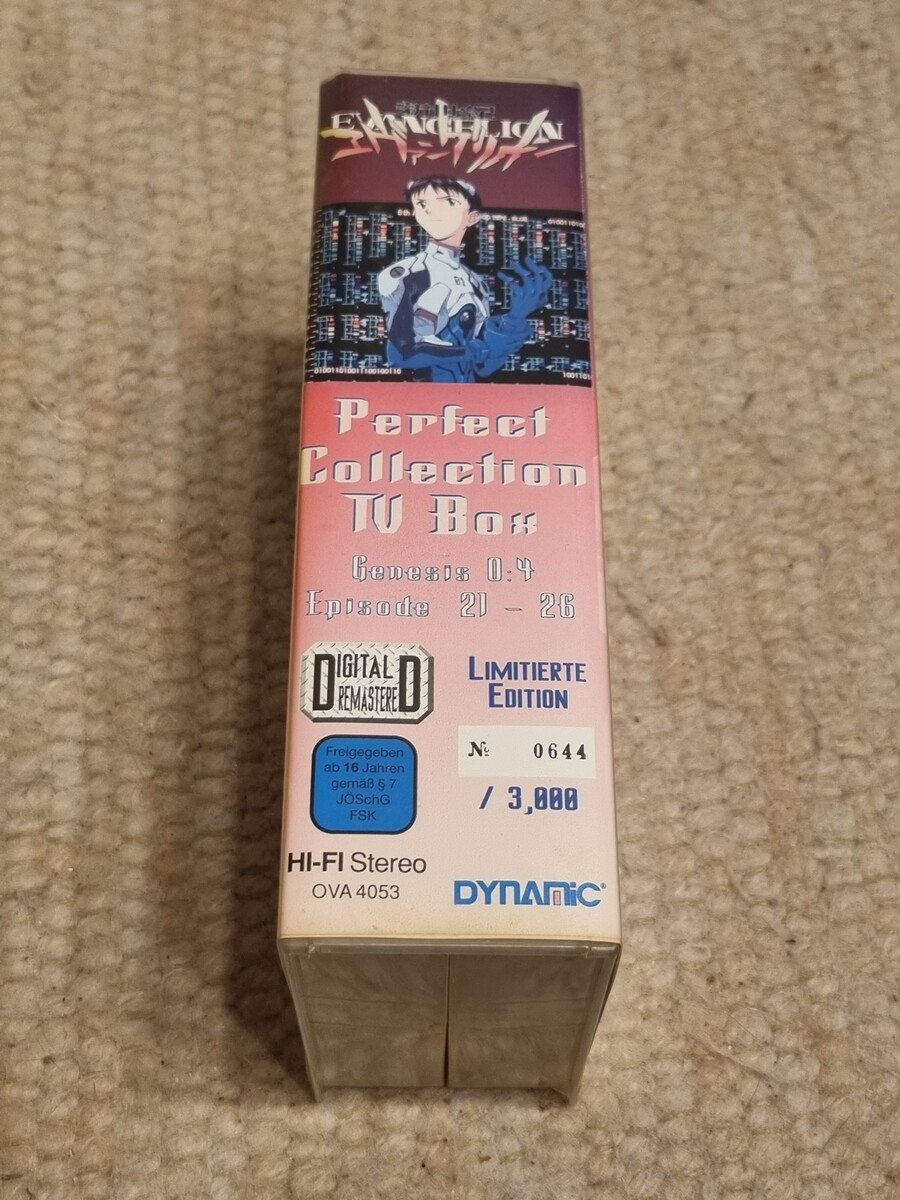 EVANGELION
エヴァンゲリオン
01
010011010011100100110
Perfect
Collection
TV Box
Genesis 0:4
Episode 21 - 26
DIGITAL
REMASTERED
LIMITIERTE
EDITION
№ 0644
/ 3,000
Freigegeben
ab 16 Jahren
gemäß § 7
JÖSchG
FSK
HI-FI Stereo
OVA 4053
DYNAMiC®